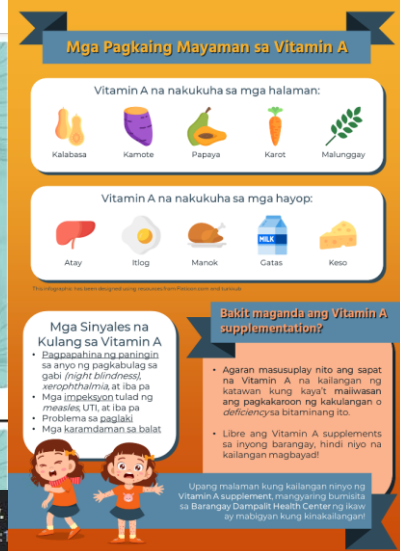 Mga Pagkaing Mayaman sa Vitamin A
Vitamin A na nakukuha sa mga halaman:
Kalabasa Kamote Papaya Karot Malunggay
Vitamin A na nakukuha sa mga hayop:
MILK
Atay Itlog Manok Gatas Keso
This infographic has been designed using resources from Flaticon.com and
Mga Sinyales na
Kulang sa Vitamin A
• Pagpapahina ng paningin
sa anyo ng pagkabulag sa
gabi (night blindness),
xerophthalmia, at iba pa
• Mga impeksyon tulad ng
measles, UTI, at iba pa
• Problema sa paglaki
• Mga karamdaman sa balat
Bakit maganda ang Vitamin A
supplementation?
• Agaran masusuplay nito ang sapat
na Vitamin A na kailangan ng
katawan kung kaya't maiiwasan
ang pagkakaroon ng kakulangan o
deficiency sa bitaminang ito.
• Libre ang Vitamin A supplements
sa inyong barangay, hindi niyo na
kailangan magbayad!
Upang malaman kung kailangan ninyo ng
Vitamin A supplement, mangyaring bumisita
sa Barangay Dampalit Health Center ng ikaw
ay mabigyan kung kinakailangan!